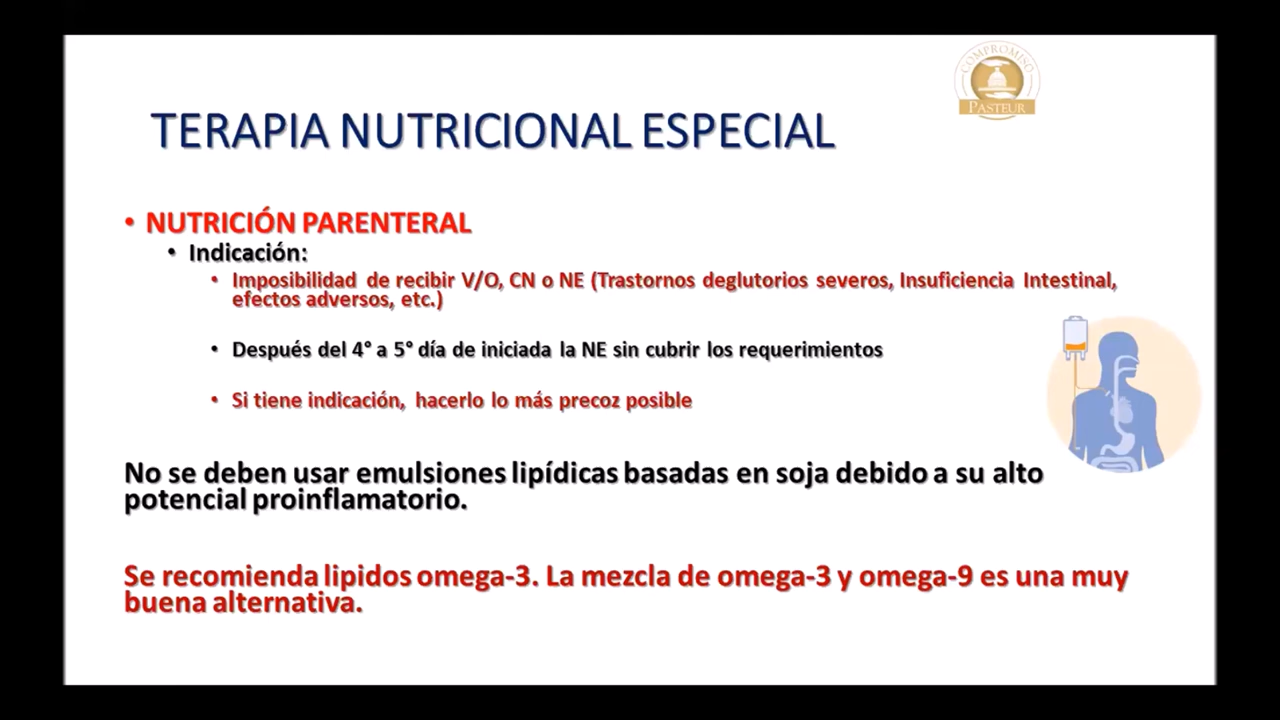 COMPROMISO
PASTEUR
TERAPIA NUTRICIONAL ESPECIAL
• NUTRICIÓN PARENTERAL
• Indicación:
• Imposibilidad de recibir V/O, CN o NE (Trastornos deglutorios severos, Insuficiencia Intestinal,
efectos adversos, etc.)
• Después del 4° a 5° día de iniciada la NE sin cubrir los requerimientos
• Si tiene indicación, hacerlo lo más precoz posible
No se deben usar emulsiones lipídicas basadas en soja debido a su alto
potencial proinflamatorio.
Se recomienda lipidos omega-3. La mezcla de omega-3 y omega-9 es una muy
buena alternativa.